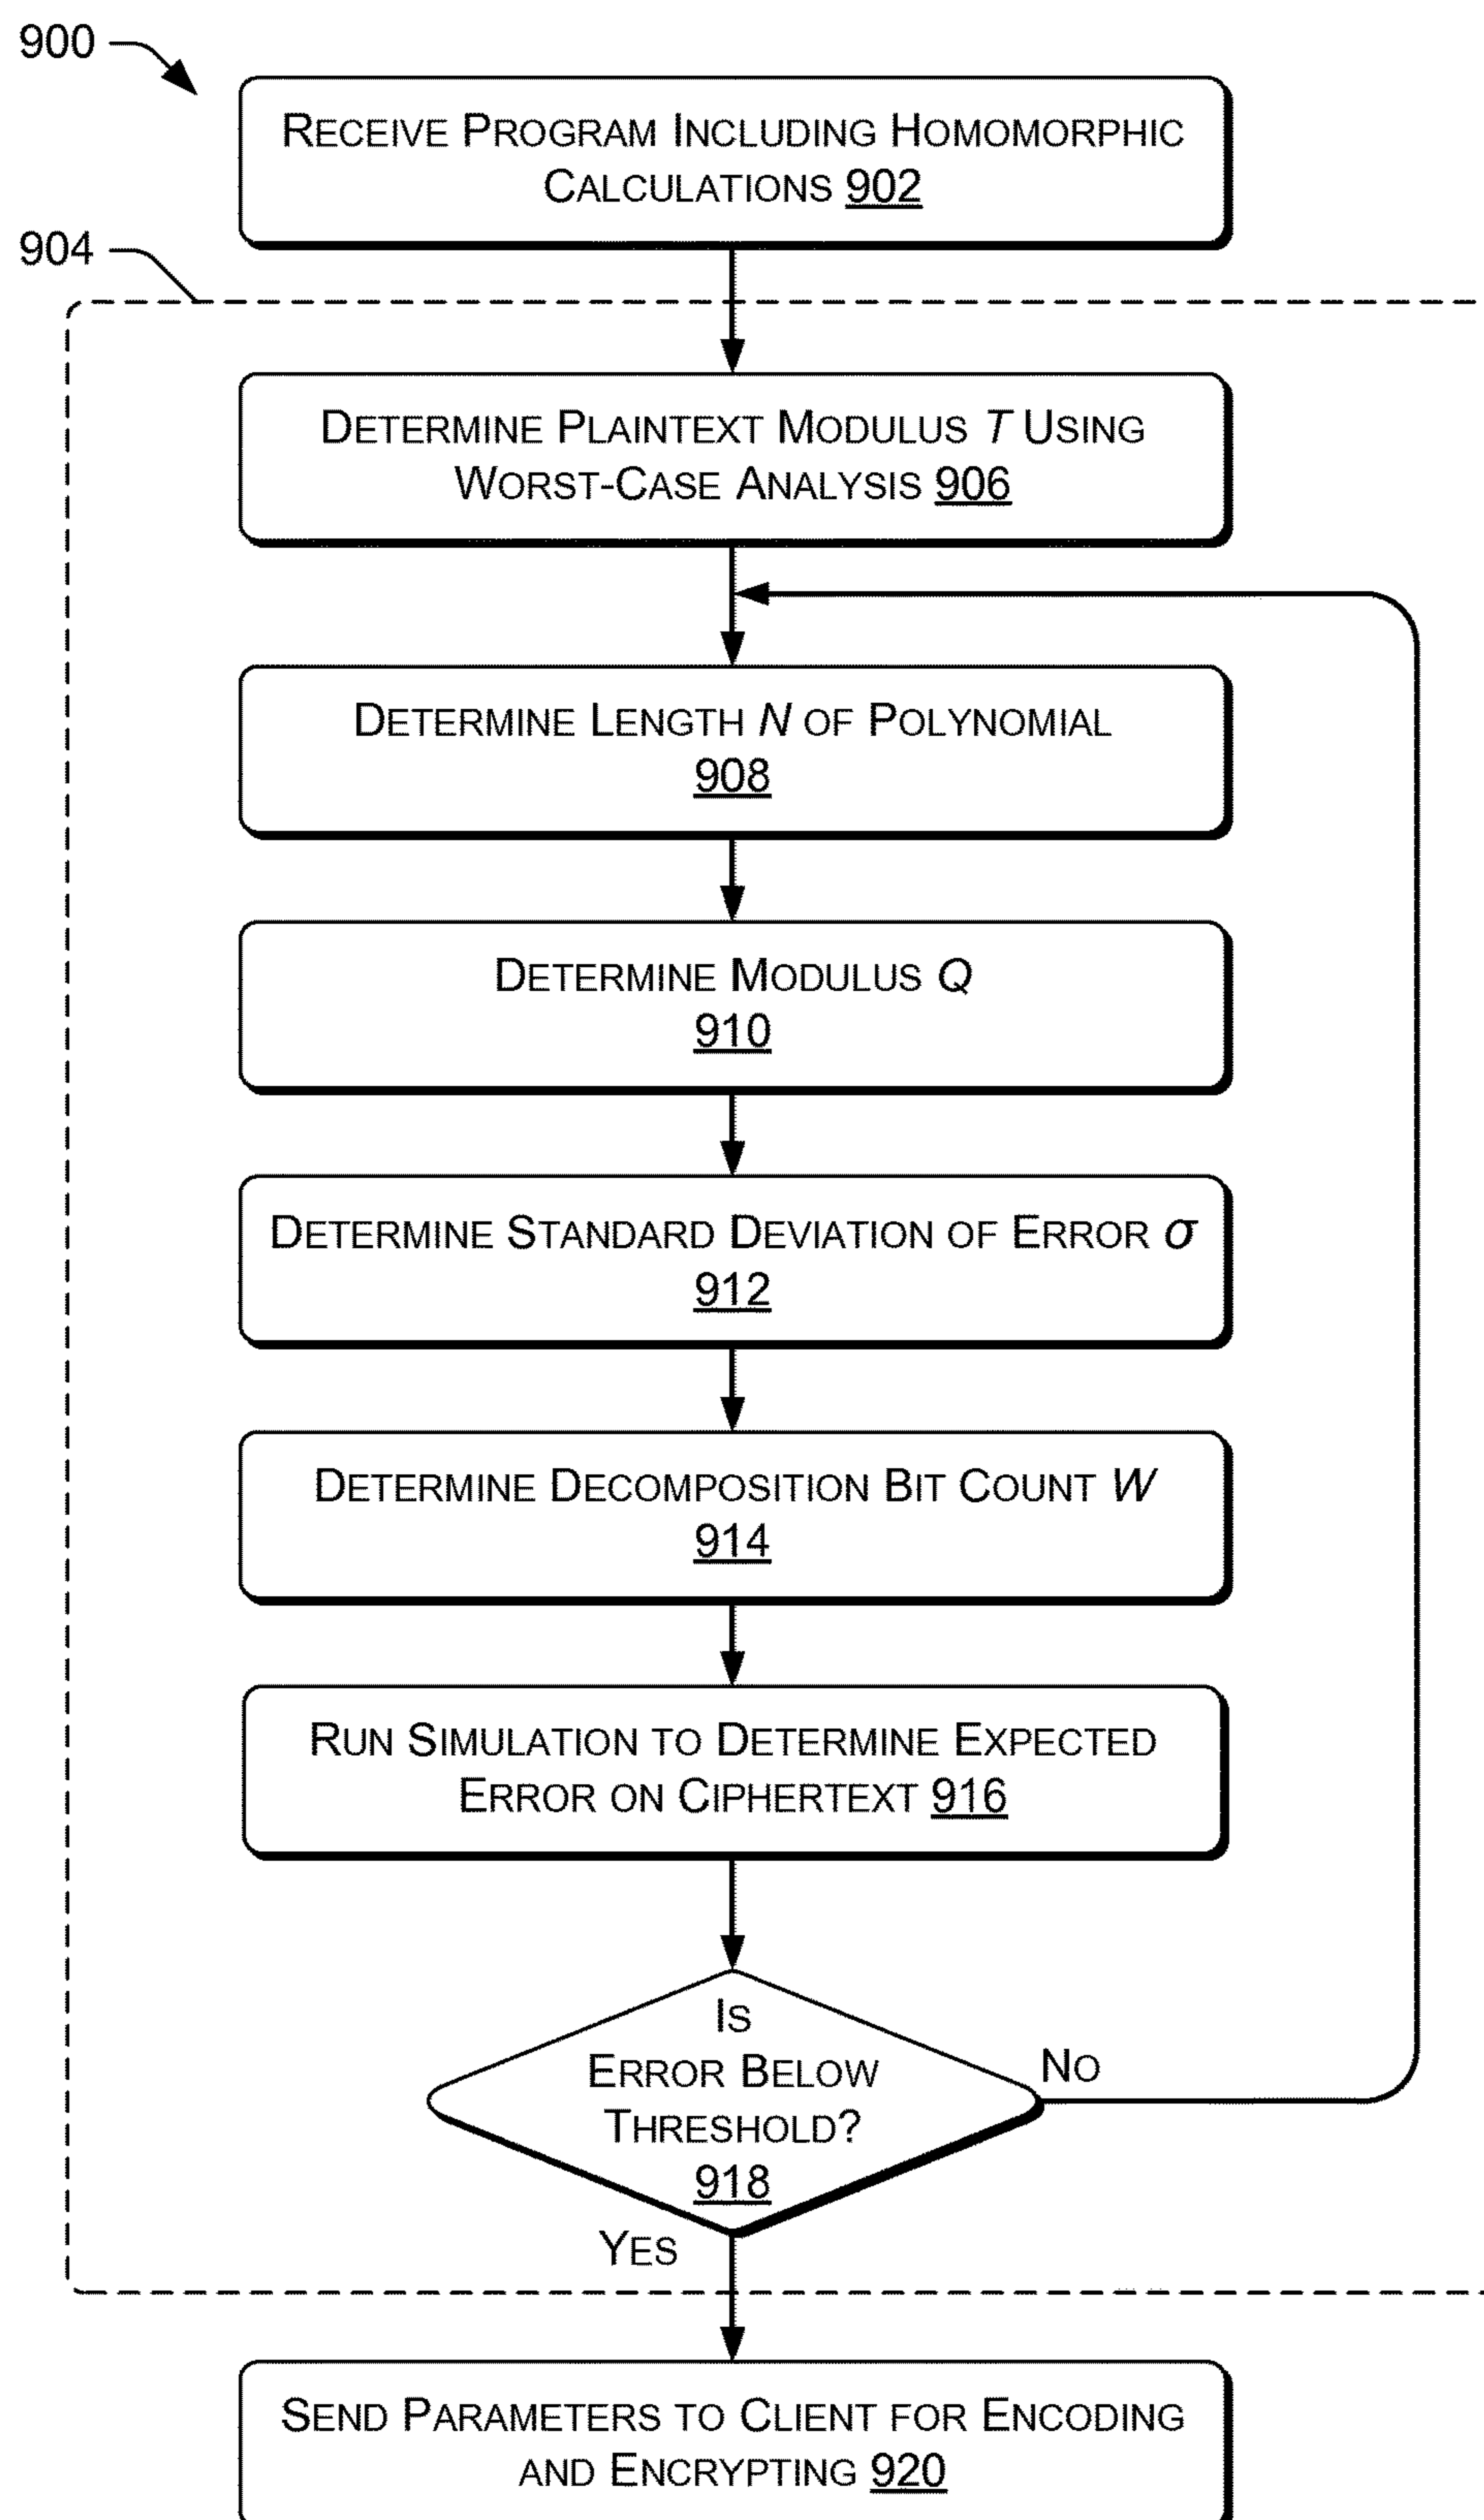 900
RECEIVE PROGRAM INCLUDING HOMOMORPHIC
CALCULATIONS 902
904
DETERMINE PLAINTEXT MODULUS T USING
WORST-CASE ANALYSIS 906
DETERMINE LENGTH N OF POLYNOMIAL
908
DETERMINE MODULUS Q
910
DETERMINE STANDARD DEVIATION OF ERROR σ
912
DETERMINE DECOMPOSITION BIT COUNT W
914
RUN SIMULATION TO DETERMINE EXPECTED
ERROR ON CIPHERTEXT 916
IS
ERROR BELOW
THRESHOLD?
918
NO
YES
SEND PARAMETERS TO CLIENT FOR ENCODING
AND ENCRYPTING 920